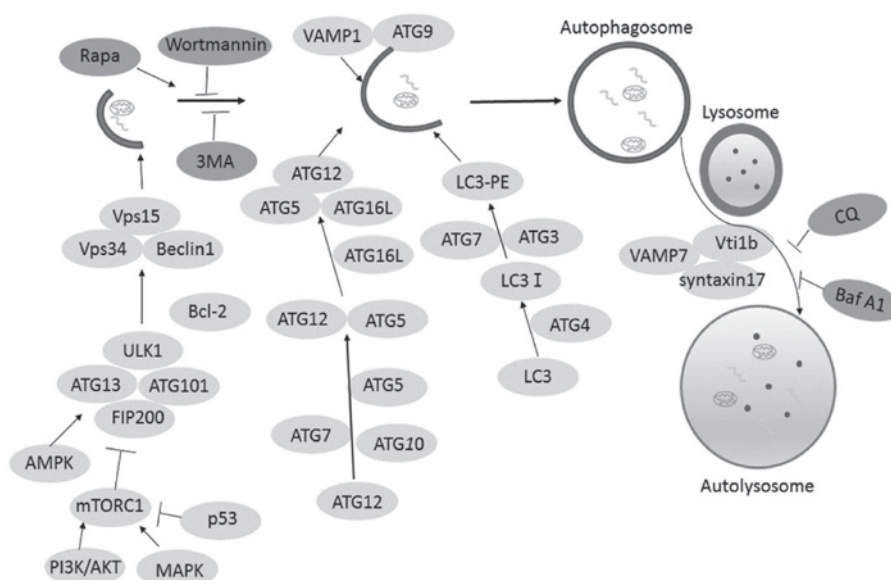 Rapa
Wortmannin
3MA
VAMP1
ATG9
Autophagosome
Lysosome
CQ
Vti1b
VAMP7
syntaxin17
Baf A1
Autolysosome
Vps15
Vps34
Beclin1
Bcl-2
ULK1
ATG13
ATG101
FIP200
AMPK
mTORC1
p53
PI3K/AKT
MAPK
ATG12
ATG5
ATG16L
ATG16L
ATG12
ATG5
ATG5
ATG7
ATG10
ATG12
LC3-PE
ATG7
ATG3
LC3 I
ATG4
LC3